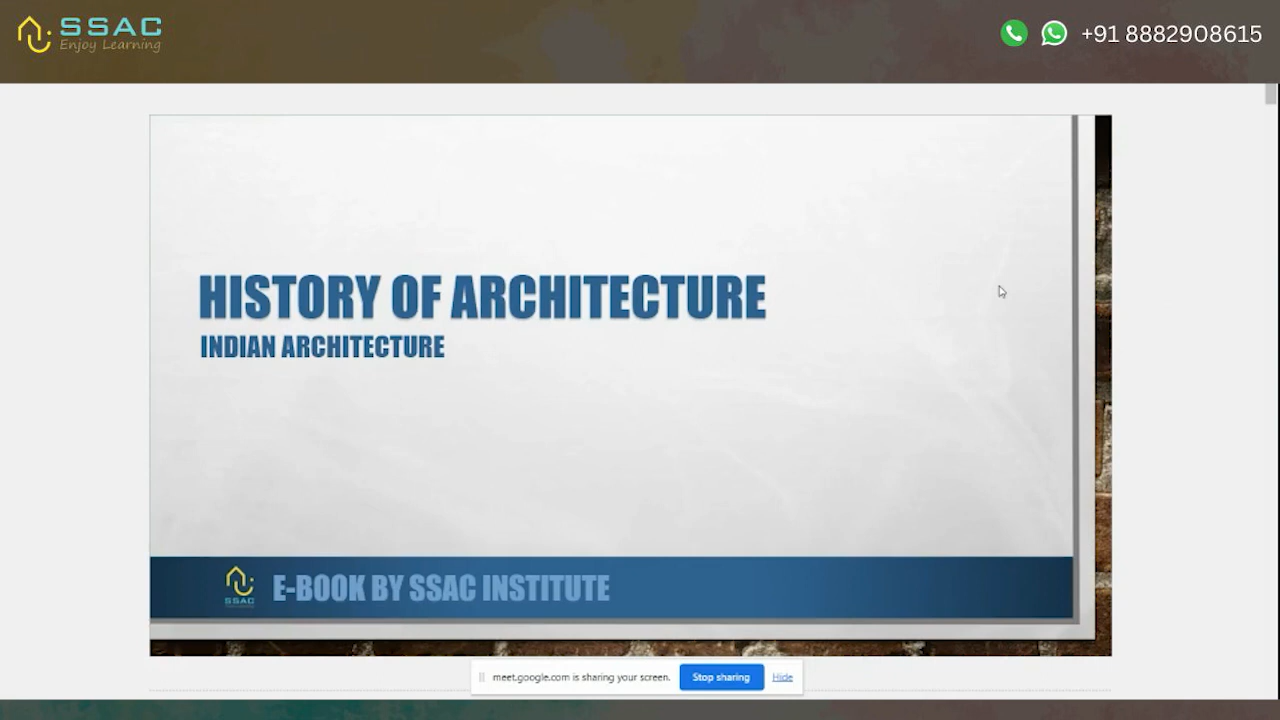 SSAC
Enjoy Learning
+91 8882908615
HISTORY OF ARCHITECTURE
INDIAN ARCHITECTURE
SSAC
E-BOOK BY SSAC INSTITUTE
meet.google.com is sharing your screen.
Stop sharing
Hide